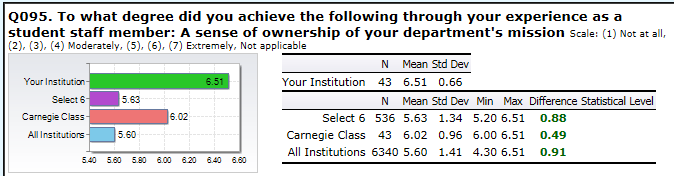 Q095. To what degree did you achieve the following through your experience as a
student staff member: A sense of ownership of your department's mission Scale: (1) Not at all,
(2), (3), (4) Moderately, (5), (6), (7) Extremely, Not applicable
Your Institution 6.51
Select 6 5.63
Carnegie Class 6.02
All Institutions 5.60
5.40 5.60 5.80 6.00 6.20 6.40 6.60
N Mean Std Dev
Your Institution 43 6.51 0.66
N Mean Std Dev Min Max Difference Statistical Level
Select 6 536 5.63 1.34 5.20 6.51 0.88
Carnegie Class 43 6.02 0.96 6.00 6.51 0.49
All Institutions 6340 5.60 1.41 4.30 6.51 0.91